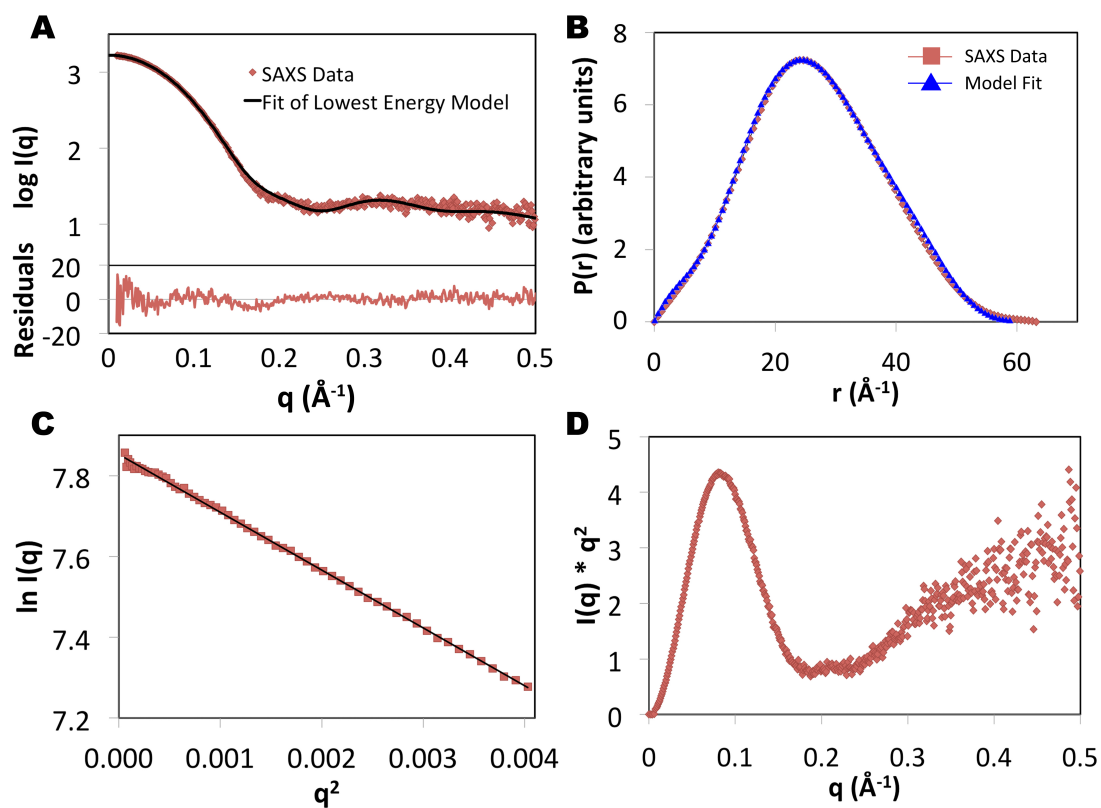 A
log I(q)
3
2
1
SAXS Data
Fit of Lowest Energy Model
Residuals
20
0
-20
0 0.1 0.2 0.3 0.4 0.5
q (Å-1)
B
P(r) (arbitrary units)
8
6
4
2
0
SAXS Data
Model Fit
0 20 40 60
r (Å-1)
C
ln I(q)
7.8
7.6
7.4
7.2
0.000 0.001 0.002 0.003 0.004
q2
D
I(q) * q2
5
4
3
2
1
0
0 0.1 0.2 0.3 0.4 0.5
q (Å-1)